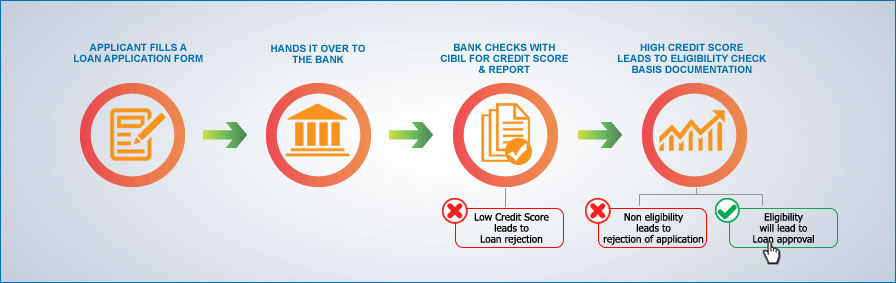 APPLICANT FILLS A
LOAN APPLICATION FORM
HANDS IT OVER TO
THE BANK
BANK CHECKS WITH
CIBIL FOR CREDIT SCORE
& REPORT
HIGH CREDIT SCORE
LEADS TO ELIGIBILITY CHECK
BASIS DOCUMENTATION
Low Credit Score
leads to
Loan rejection
Non eligibility
leads to
rejection of application
Eligibility
will lead to
Loan approval